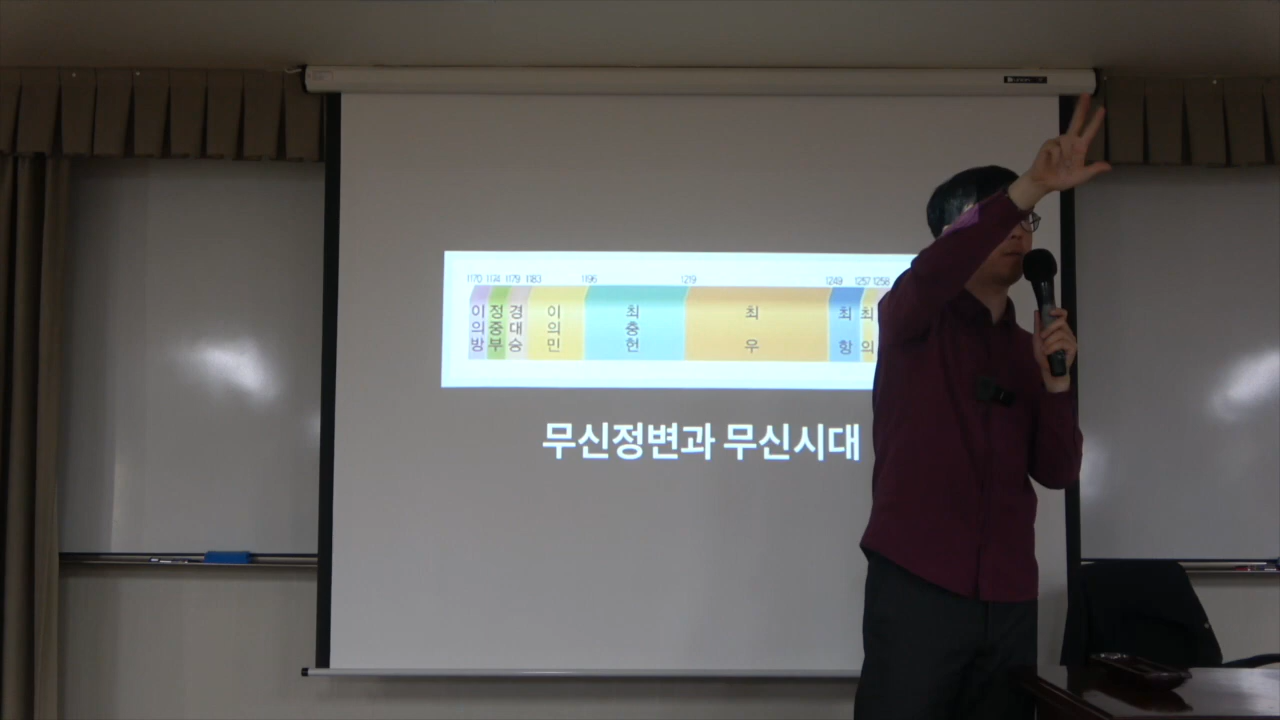 1170 1174 1179 1183 1196 1219 1249 1257 1258
이의방 정중부 경대승 이의민 최충헌 최우 최항 최의
무신정변과 무신시대